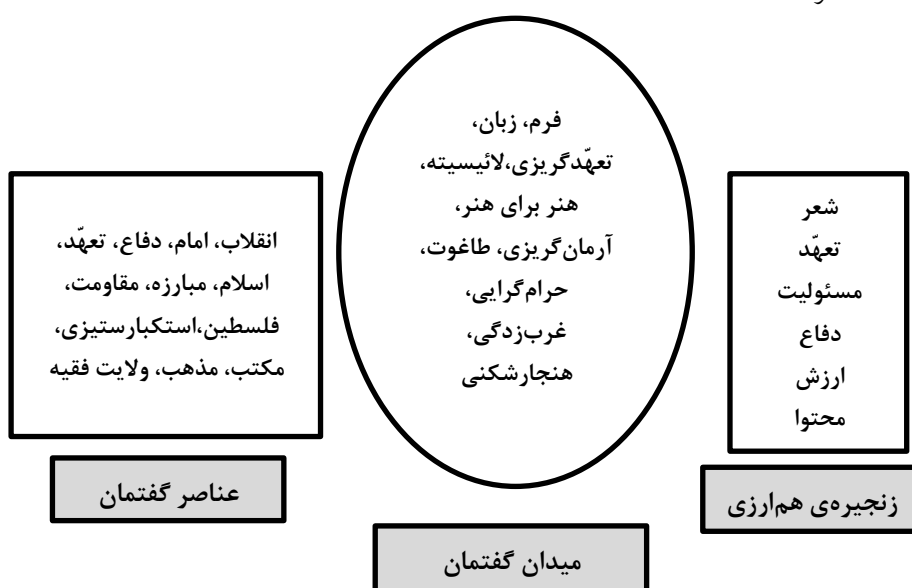 شعر
تعهّد
مسئولیت
دفاع
ارزش
محتوا
زنجیره‌ی هم‌ارزی
فرم، زبان،
تعهّدگریزی،لائیسیته،
هنر برای هنر،
آرمان‌گریزی، طاغوت،
حرام‌گرایی،
غرب‌زدگی،
هنجارشکنی
میدان گفتمان
انقلاب، امام، دفاع، تعهّد،
اسلام، مبارزه، مقاومت،
فلسطین،استکبارستیزی،
مکتب، مذهب، ولایت فقیه
عناصر گفتمان